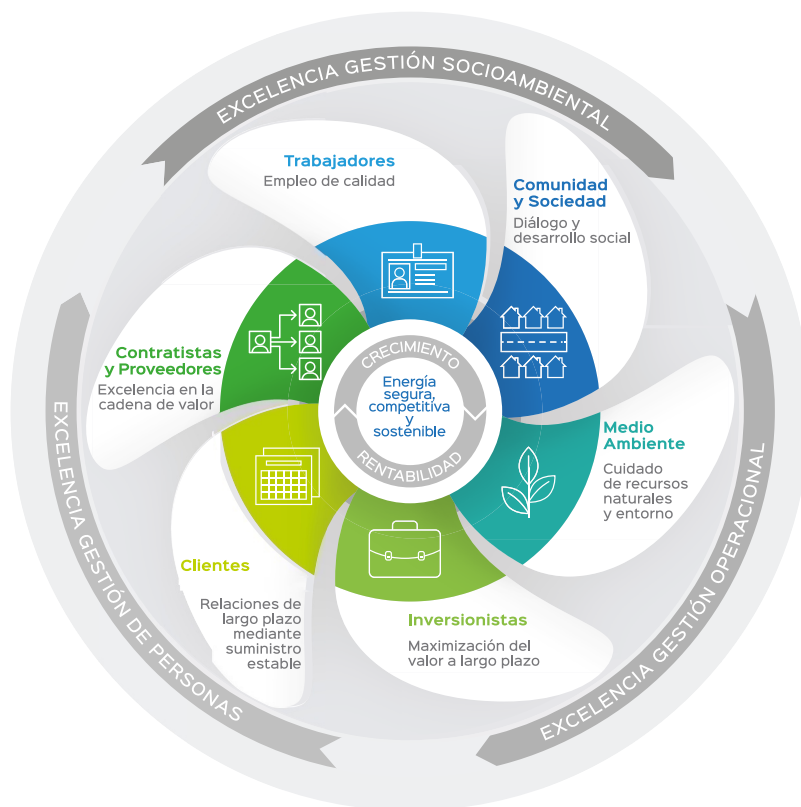 EXCELENCIA GESTIÓN SOCIOAMBIENTAL
Trabajadores
Empleo de calidad
Comunidad
y Sociedad
Diálogo y
desarrollo social
Contratistas
y Proveedores
Excelencia en la
cadena de valor
CRECIMIENTO
Energía
segura,
competitiva
y
sostenible
RENTABILIDAD
Medio
Ambiente
Cuidado
de recursos
naturales
y entorno
Clientes
Relaciones de
largo plazo
mediante
suministro
estable
Inversionistas
Maximización del
valor a largo plazo
EXCELENCIA GESTIÓN DE PERSONAS
EXCELENCIA GESTIÓN OPERACIONAL